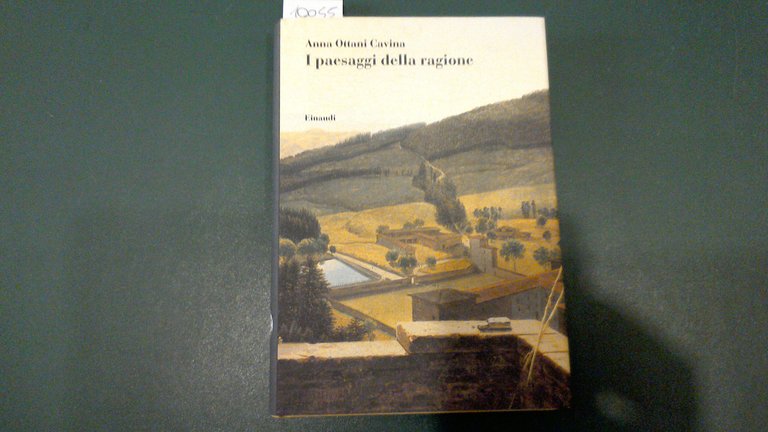 10055
Anna Ottani Cavina
I paesaggi della ragione
Einaudi